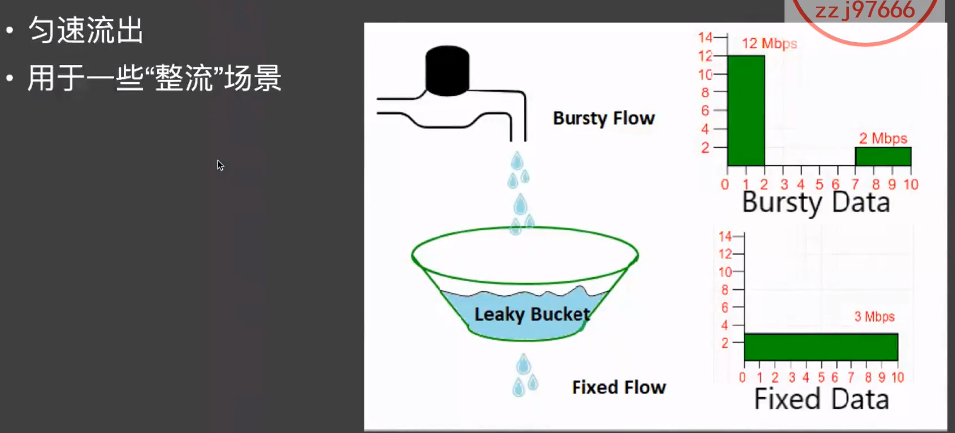 • 匀速流出
• 用于一些“整流”场景
zzj97666
Bursty Flow
Leaky Bucket
Fixed Flow
14
12
10
8
6
4
2
12 Mbps
2 Mbps
0 1 2 3 4 5 6 7 8 9 10
Bursty Data
14
12
10
8
6
4
2
3 Mbps
0 1 2 3 4 5 6 7 8 9 10
Fixed Data